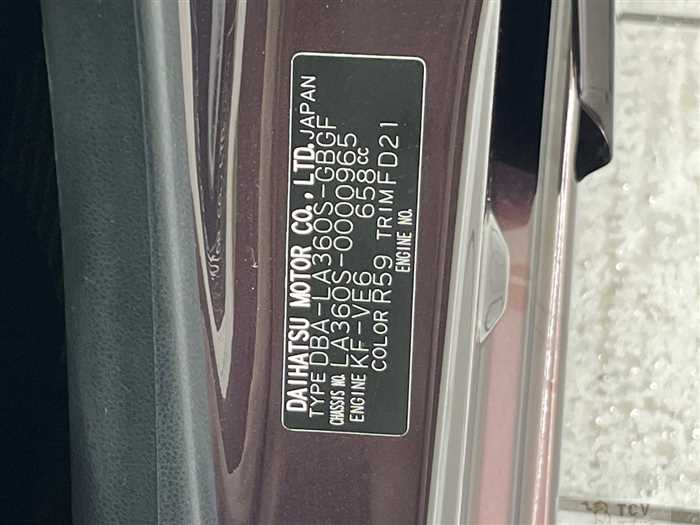 DAIHATSU MOTOR CO., LTD. JAPAN
TYPE DBA-LA360S-GBGF
CHASSIS NO. LA360S-0000965
ENGINE KF-VE6 658CC
COLOR R59 TRIM FD21
ENGINE NO.
TCV